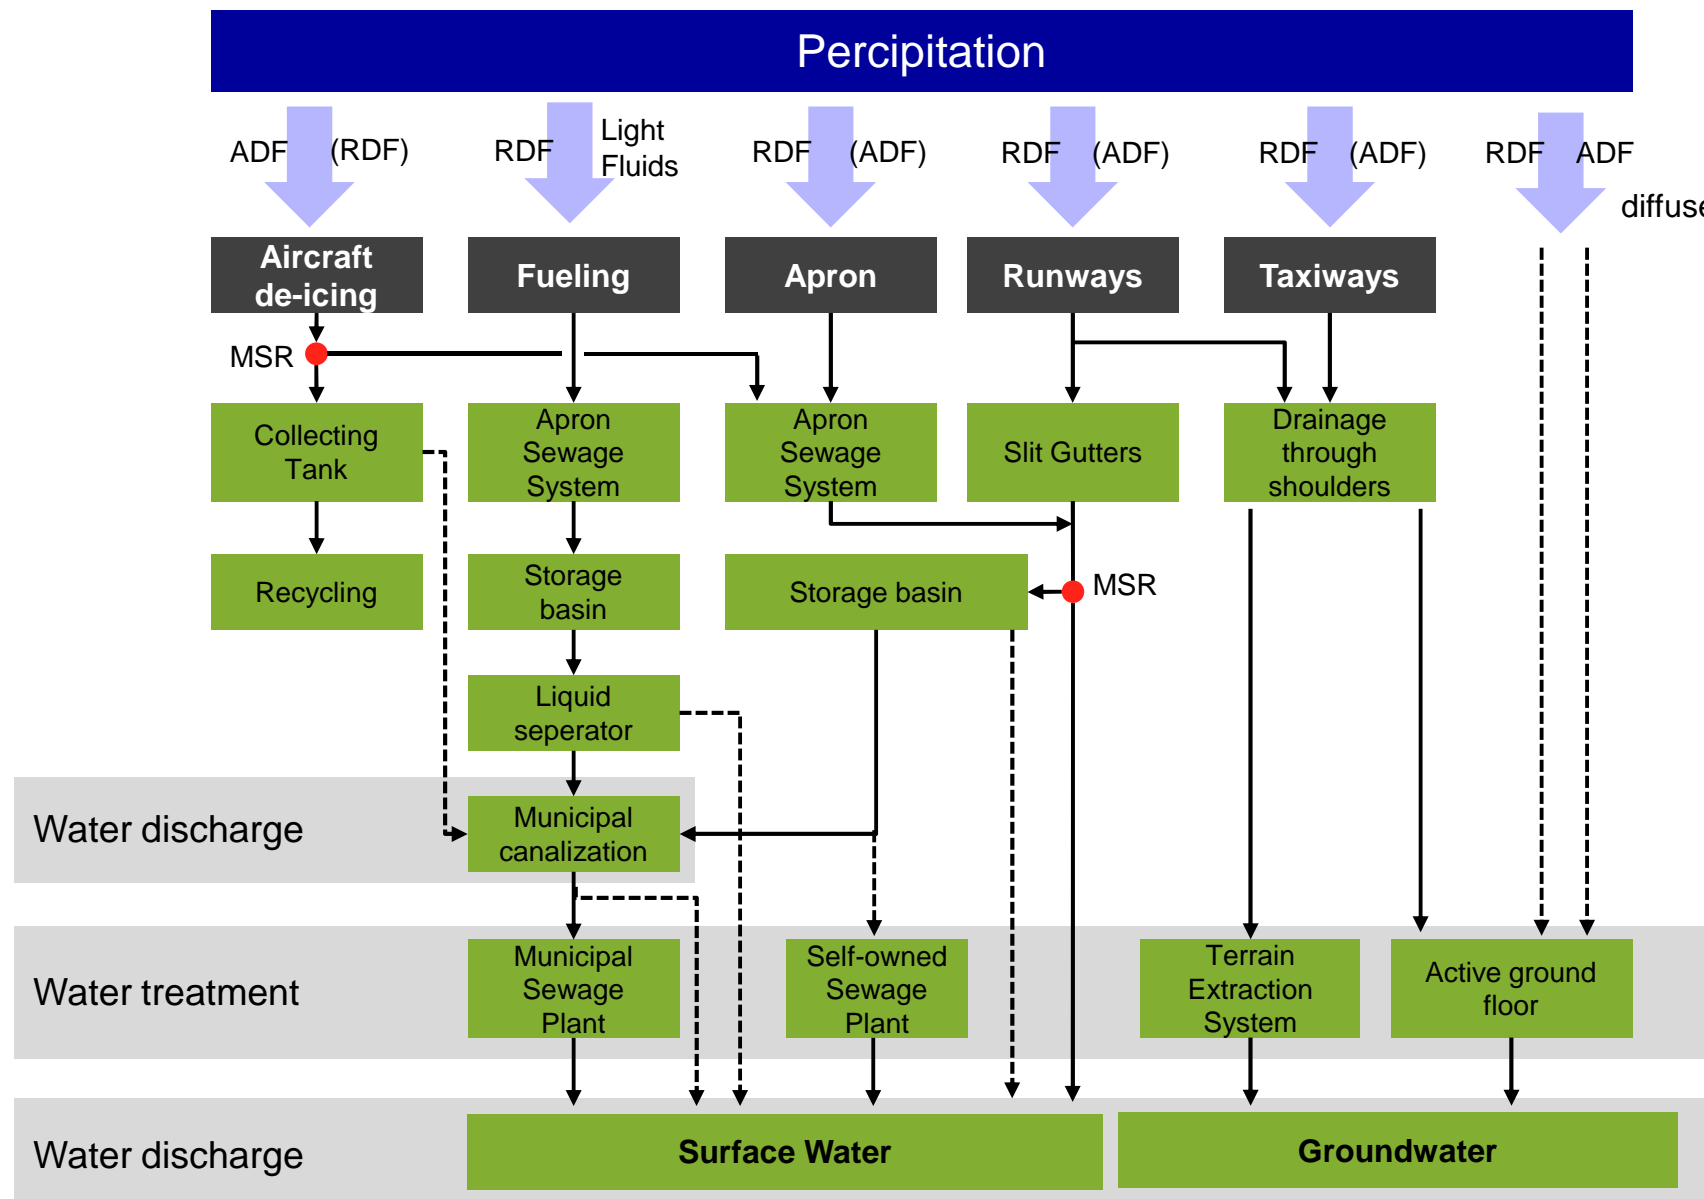 Percipitation
ADF (RDF)
RDF
Light
Fluids
RDF (ADF)
RDF (ADF)
RDF (ADF)
RDF ADF
diffuse
Aircraft
de-icing
Fueling
Apron
Runways
Taxiways
MSR
Collecting
Tank
Apron
Sewage
System
Apron
Sewage
System
Slit Gutters
Drainage
through
shoulders
Recycling
Storage
basin
Storage basin
MSR
Liquid
seperator
Water discharge
Municipal
canalization
Water treatment
Municipal
Sewage
Plant
Self-owned
Sewage
Plant
Terrain
Extraction
System
Active ground
floor
Water discharge
Surface Water
Groundwater